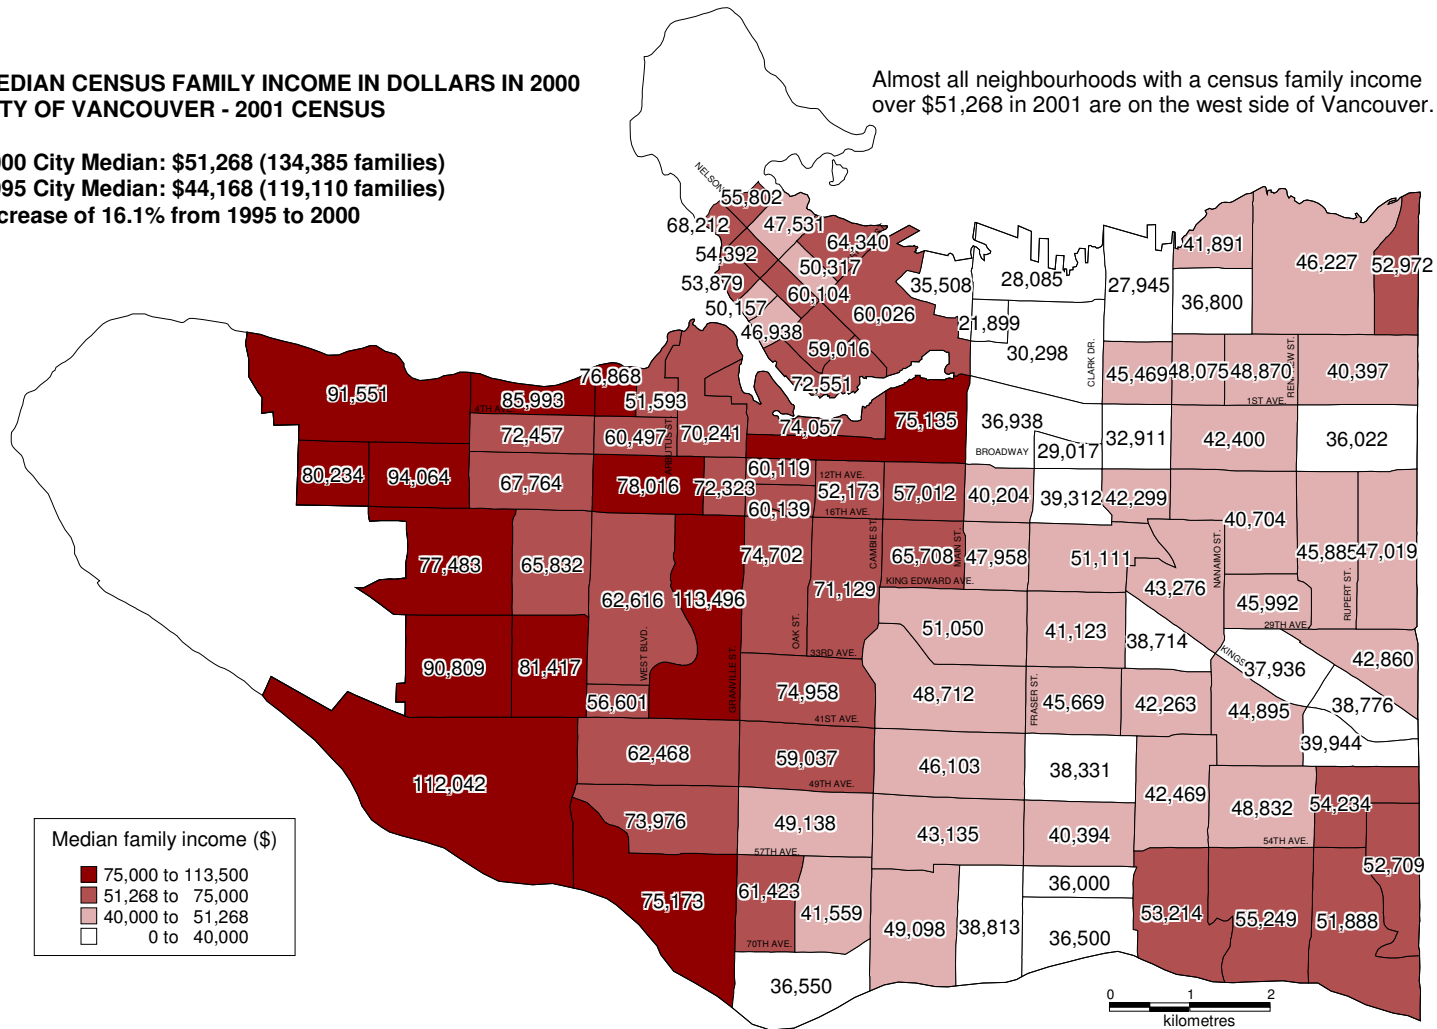 EDIAN CENSUS FAMILY INCOME IN DOLLARS IN 2000
TY OF VANCOUVER - 2001 CENSUS
00 City Median: $51,268 (134,385 families)
95 City Median: $44,168 (119,110 families)
crease of 16.1% from 1995 to 2000
Almost all neighbourhoods with a census family income
over $51,268 in 2001 are on the west side of Vancouver.
NELSON
55,802
68,212
47,531
64,340
54,392
50,317
53,879
60,104
50,157
60,026
46,938
59,016
72,551
35,508
28,085
27,945
41,891
46,227
52,972
36,800
21,899
30,298
CLARK DR.
45,469
48,075
48,870
40,397
1ST AVE.
91,551
85,993
76,868
51,593
4TH AVE.
72,457
60,497
70,241
ARBUTUS ST.
74,057
75,135
36,938
BROADWAY
29,017
32,911
42,400
36,022
80,234
94,064
67,764
78,016
72,323
60,119
12TH AVE.
52,173
57,012
40,204
39,312
42,299
60,139
16TH AVE.
40,704
77,483
65,832
74,702
CAMBIE ST.
65,708
MAIN ST.
47,958
51,111
NANAIMO ST.
45,885
47,019
KING EDWARD AVE.
62,616
113,496
71,129
43,276
45,992
RUPERT ST.
29TH AVE.
OAK ST.
51,050
41,123
38,714
33RD AVE.
WEST BLVD.
90,809
81,417
KINGS
37,936
42,860
56,601
GRANVILLE ST.
74,958
48,712
FRASER ST.
45,669
42,263
44,895
38,776
41ST AVE.
39,944
112,042
62,468
59,037
46,103
38,331
49TH AVE.
42,469
48,832
54,234
73,976
49,138
43,135
40,394
54TH AVE.
57TH AVE.
52,709
75,173
61,423
41,559
36,000
53,214
55,249
51,888
49,098
38,813
36,500
70TH AVE.
36,550
Median family income ($)
75,000 to 113,500
51,268 to 75,000
40,000 to 51,268
0 to 40,000
0 1 2
kilometres